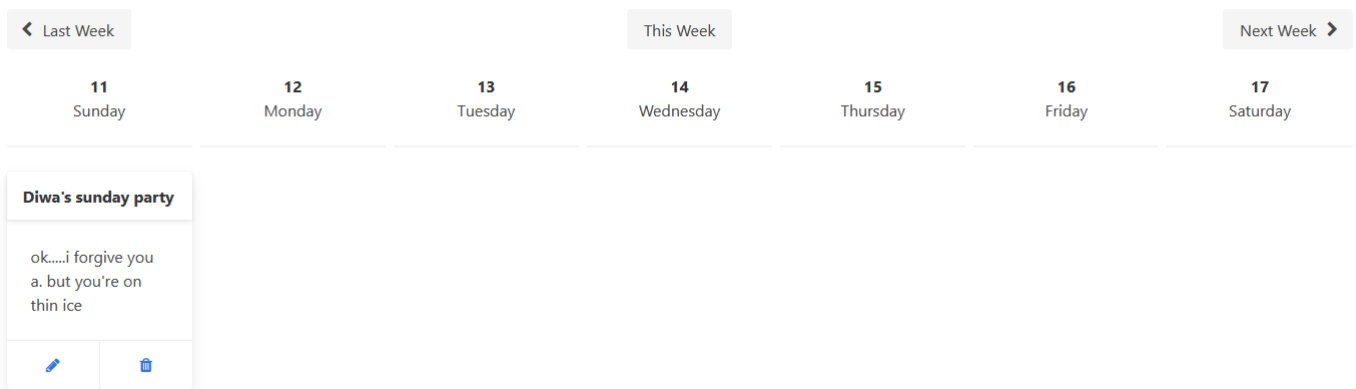 Last Week
This Week
Next Week
11
Sunday
12
Monday
13
Tuesday
14
Wednesday
15
Thursday
16
Friday
17
Saturday
Diwa's sunday party
ok.....i forgive you
a. but you're on
thin ice